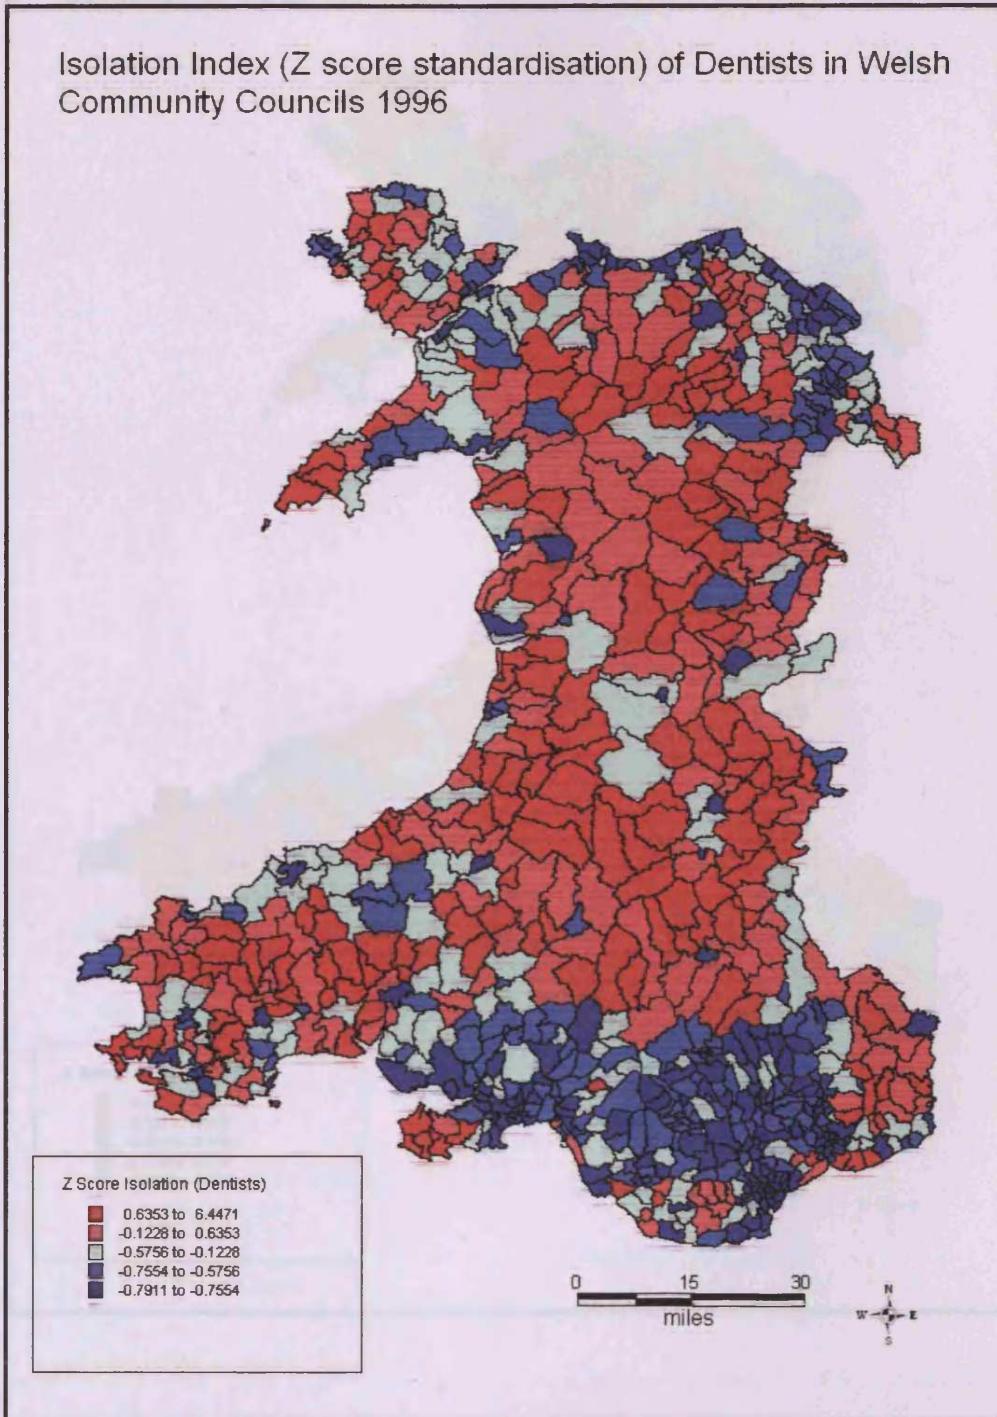 Isolation Index (Z score standardisation) of Dentists in Welsh
Community Councils 1996
Z Score Isolation (Dentists)
0.6353 to 6.4471
-0.1228 to 0.6353
-0.5756 to -0.1228
-0.7554 to -0.5756
-0.7911 to -0.7554
0 15 30
miles
N
W E
S